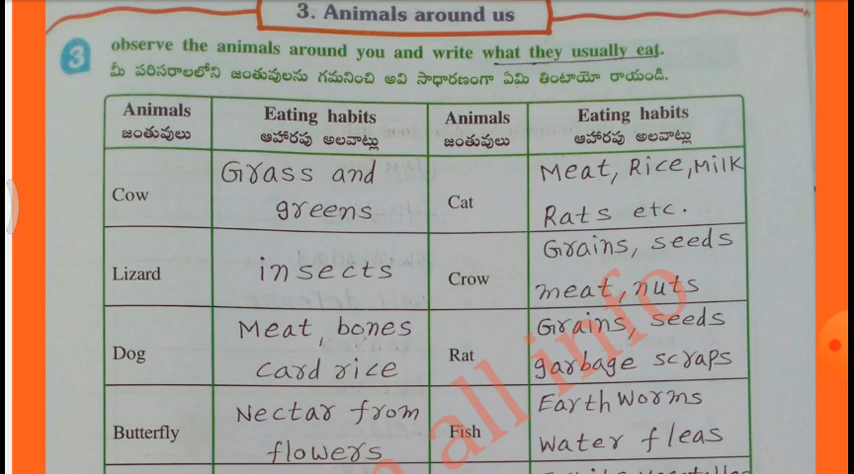 3. Animals around us
3 observe the animals around you and write what they usually eat.
మీ పరిసరాలలోని జంతువులను గమనించి అవి సాధారణంగా ఏమి తింటాయో రాయండి.
Animals Eating habits Animals Eating habits
జంతువులు ఆహారపు అలవాట్లు జంతువులు ఆహారపు అలవాట్లు
Cow Grass and greens Cat Meat, Rice, Milk Rats etc.
Lizard insects Crow Grains, seeds meat, nuts
Dog Meat, bones Card rice Rat Grains, seeds garbage scraps
Butterfly Nectar from flowers Fish Earth worms water fleas
all info